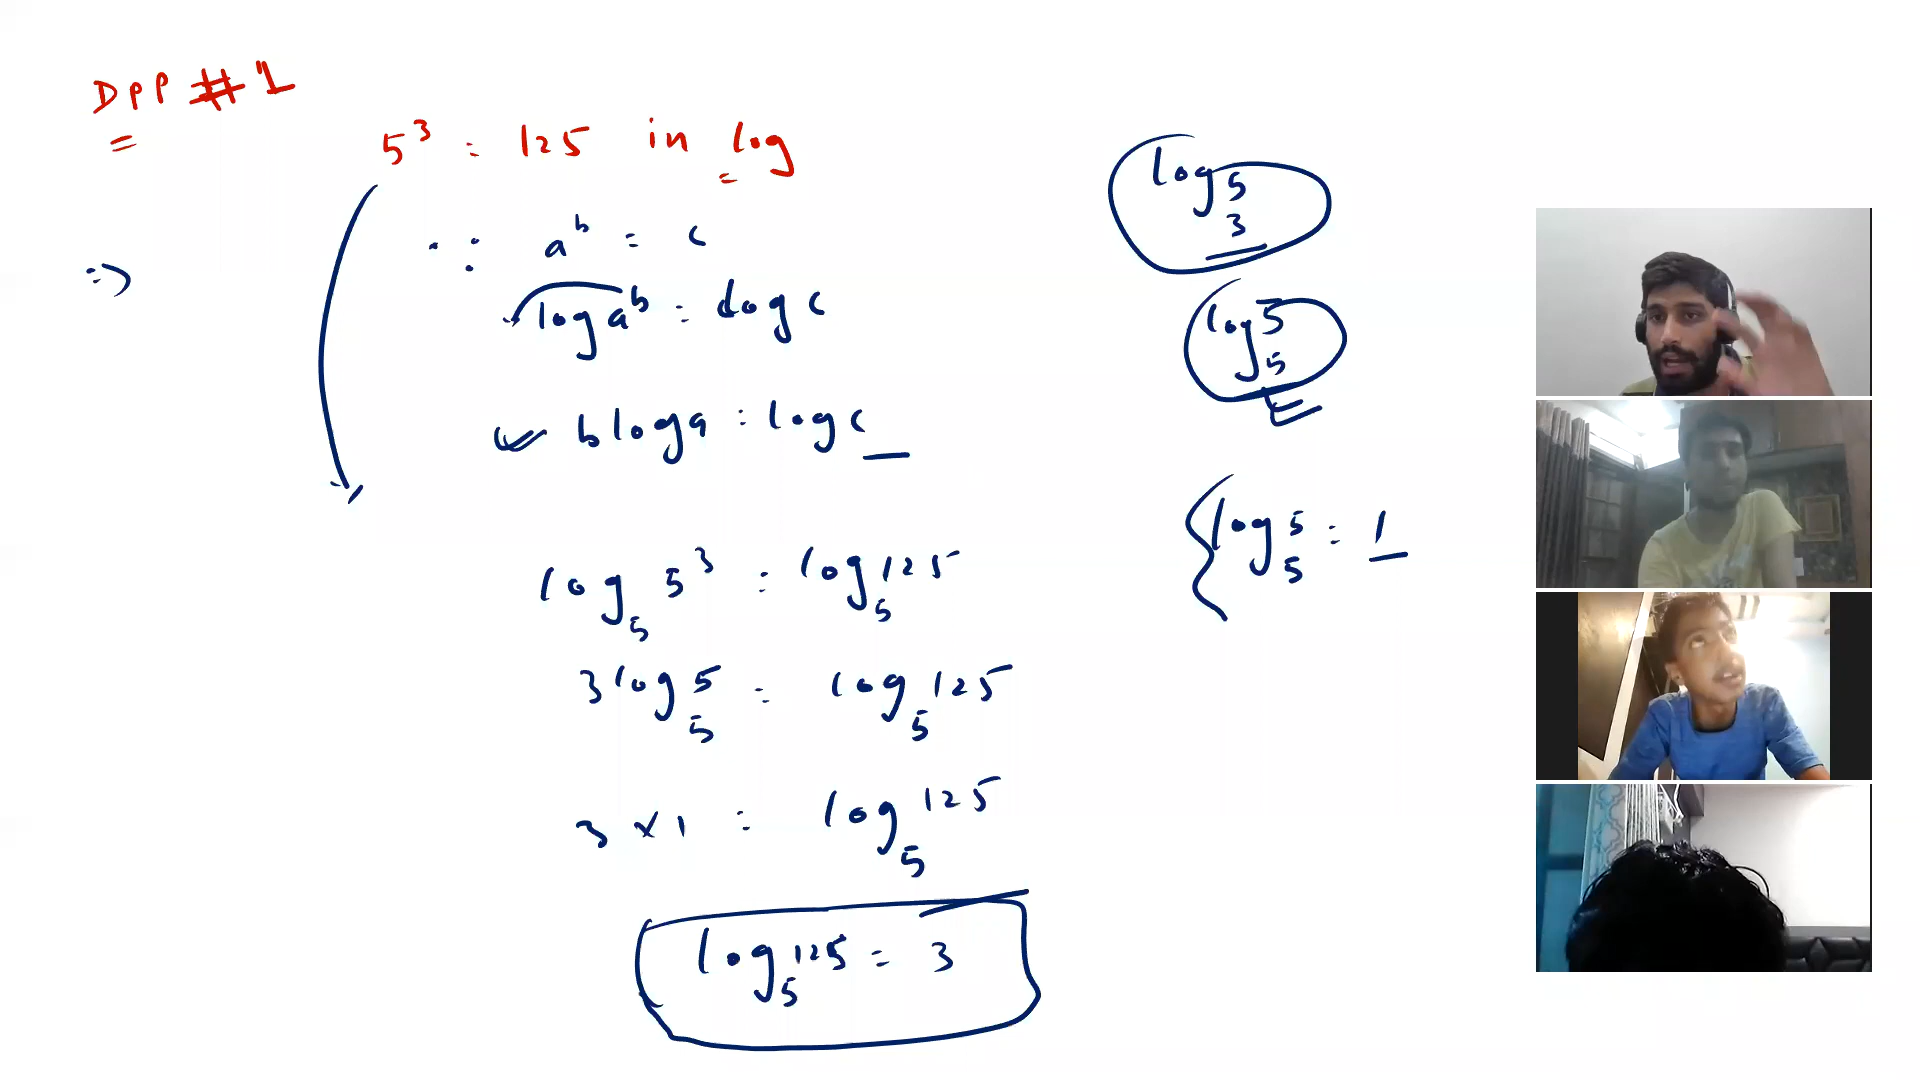 DPP #1
=
5³ = 125 in log
∵ aᵇ = c
=>
log aᵇ = log c
b log a = log c
log₅ 5³ = log₅ 125
3 log₅ 5 = log₅ 125
3 × 1 = log₅ 125
log₅ 125 = 3
log₃ 5
log₅ 5
log₅ 5 = 1